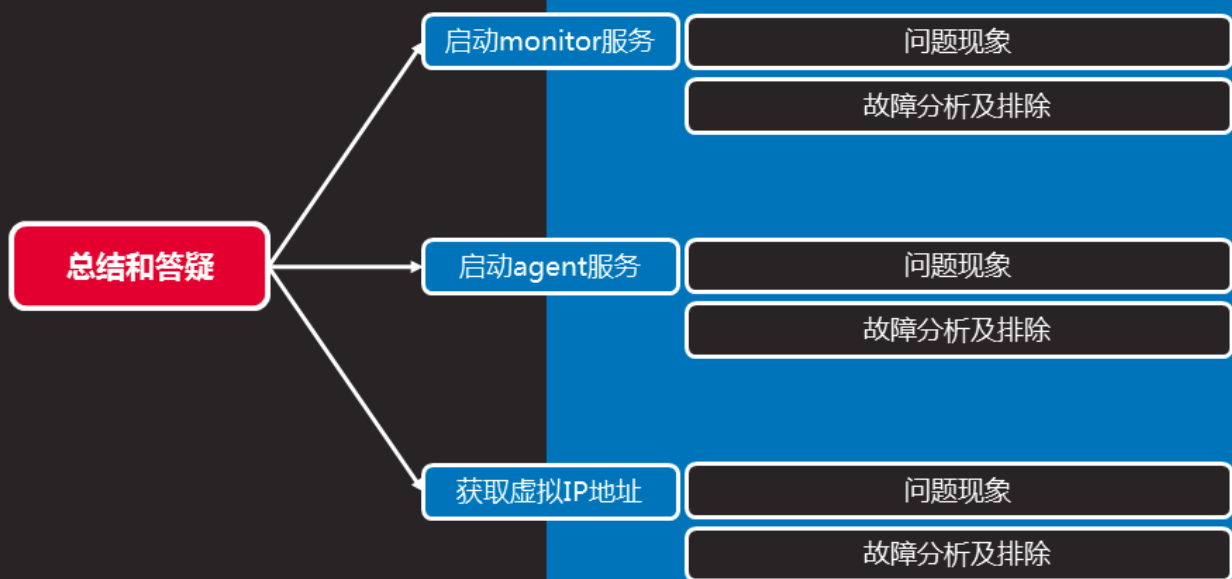 总结和答疑
启动monitor服务
问题现象
故障分析及排除
启动agent服务
问题现象
故障分析及排除
获取虚拟IP地址
问题现象
故障分析及排除